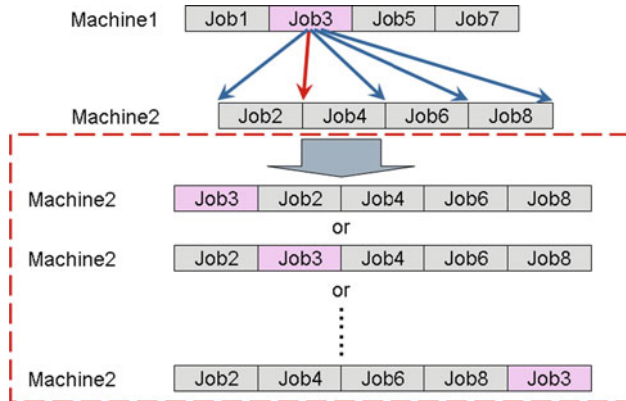 Machine1 Job1 Job3 Job5 Job7
Machine2 Job2 Job4 Job6 Job8
Machine2 Job3 Job2 Job4 Job6 Job8
or
Machine2 Job2 Job3 Job4 Job6 Job8
or
Machine2 Job2 Job4 Job6 Job8 Job3